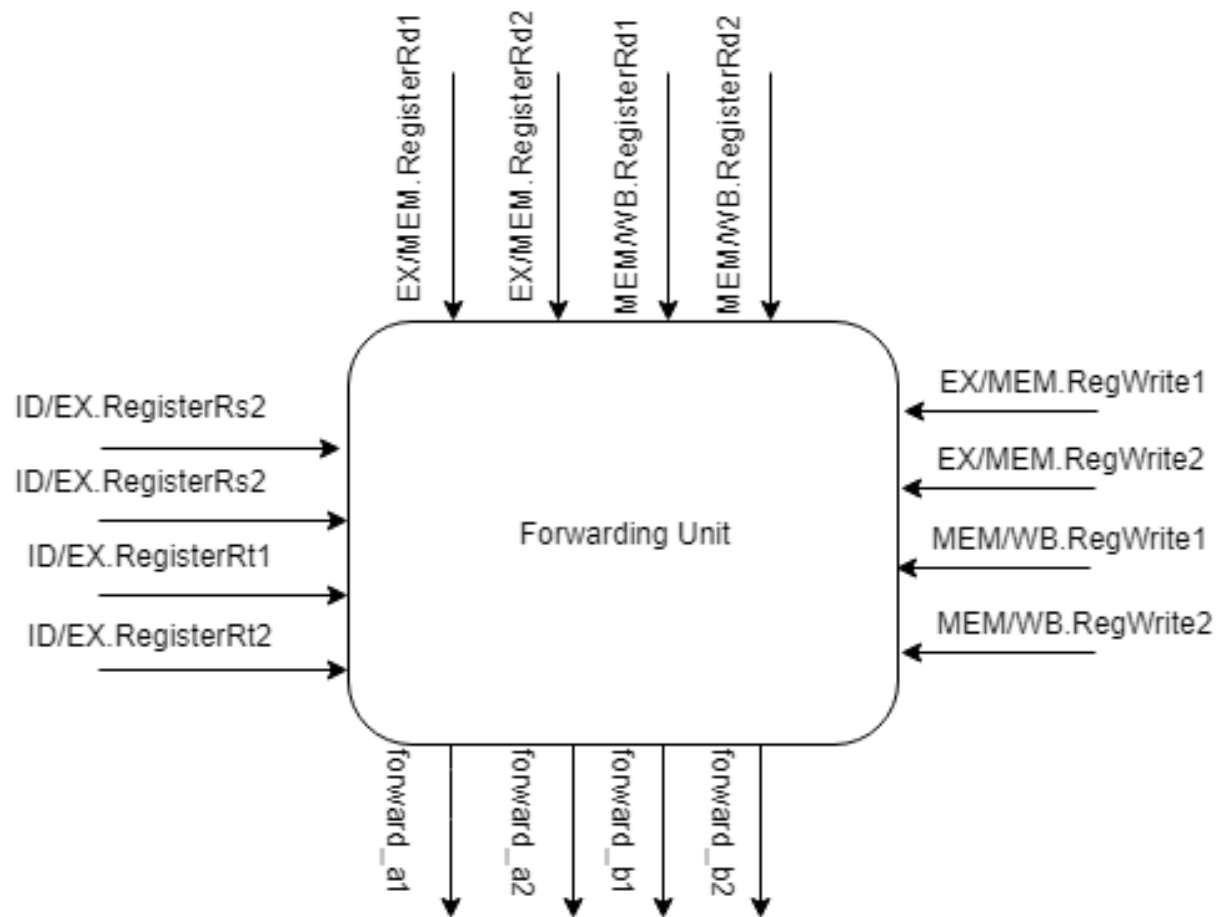 EX/MEM.RegisterRd1
EX/MEM.RegisterRd2
MEM/WB.RegisterRd1
MEM/WB.RegisterRd2
ID/EX.RegisterRs2
ID/EX.RegisterRs2
ID/EX.RegisterRt1
ID/EX.RegisterRt2
Forwarding Unit
EX/MEM.RegWrite1
EX/MEM.RegWrite2
MEM/WB.RegWrite1
MEM/WB.RegWrite2
forward_a1
forward_a2
forward_b1
forward_b2